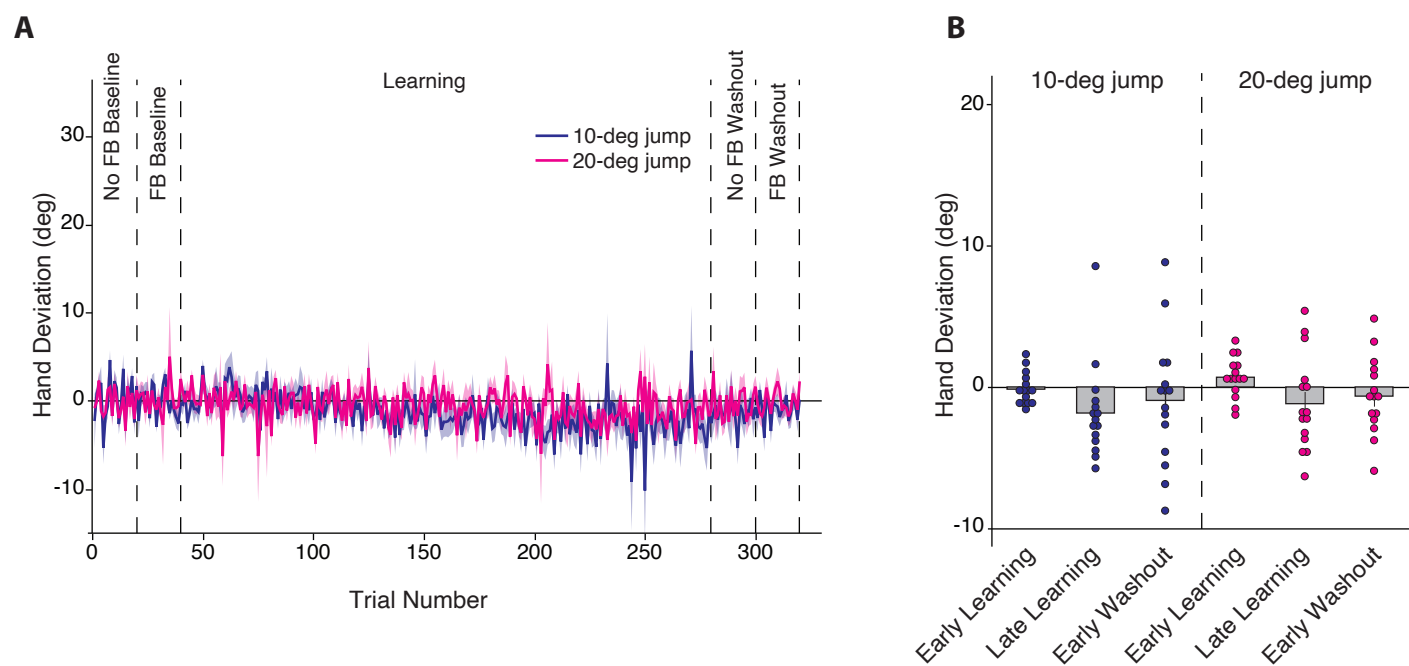 A
No FB Baseline
FB Baseline
Learning
No FB Washout
FB Washout
10-deg jump
20-deg jump
30
20
10
0
-10
Hand Deviation (deg)
0
50
100
150
200
250
300
Trial Number
B
10-deg jump
20-deg jump
20
10
0
-10
Hand Deviation (deg)
Early Learning
Late Learning
Early Washout
Early Learning
Late Learning
Early Washout